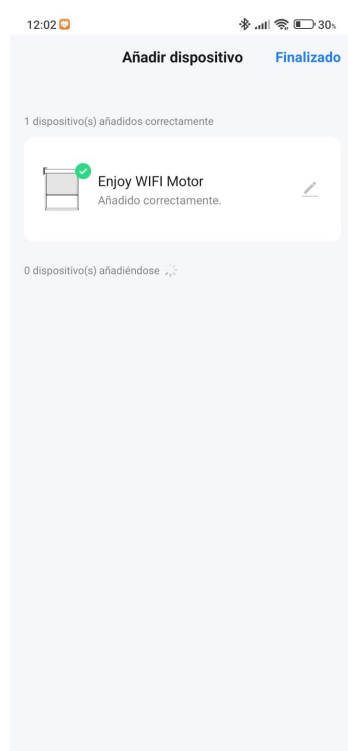 12:02
30%
Añadir dispositivo
Finalizado
1 dispositivo(s) añadidos correctamente
Enjoy WIFI Motor
Añadido correctamente.
0 dispositivo(s) añadiéndose